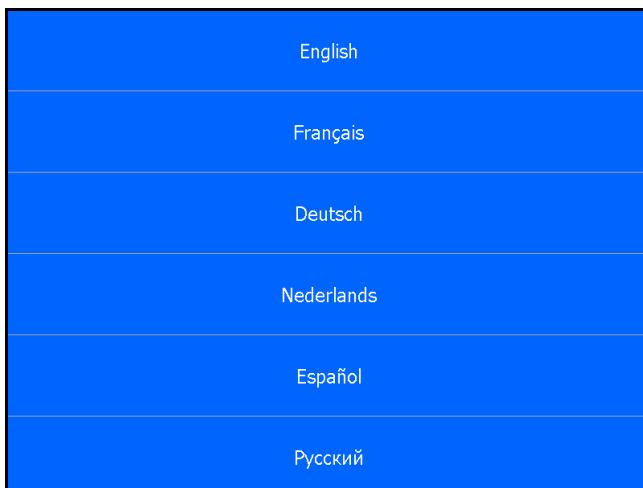 English
Français
Deutsch
Nederlands
Español
Русский